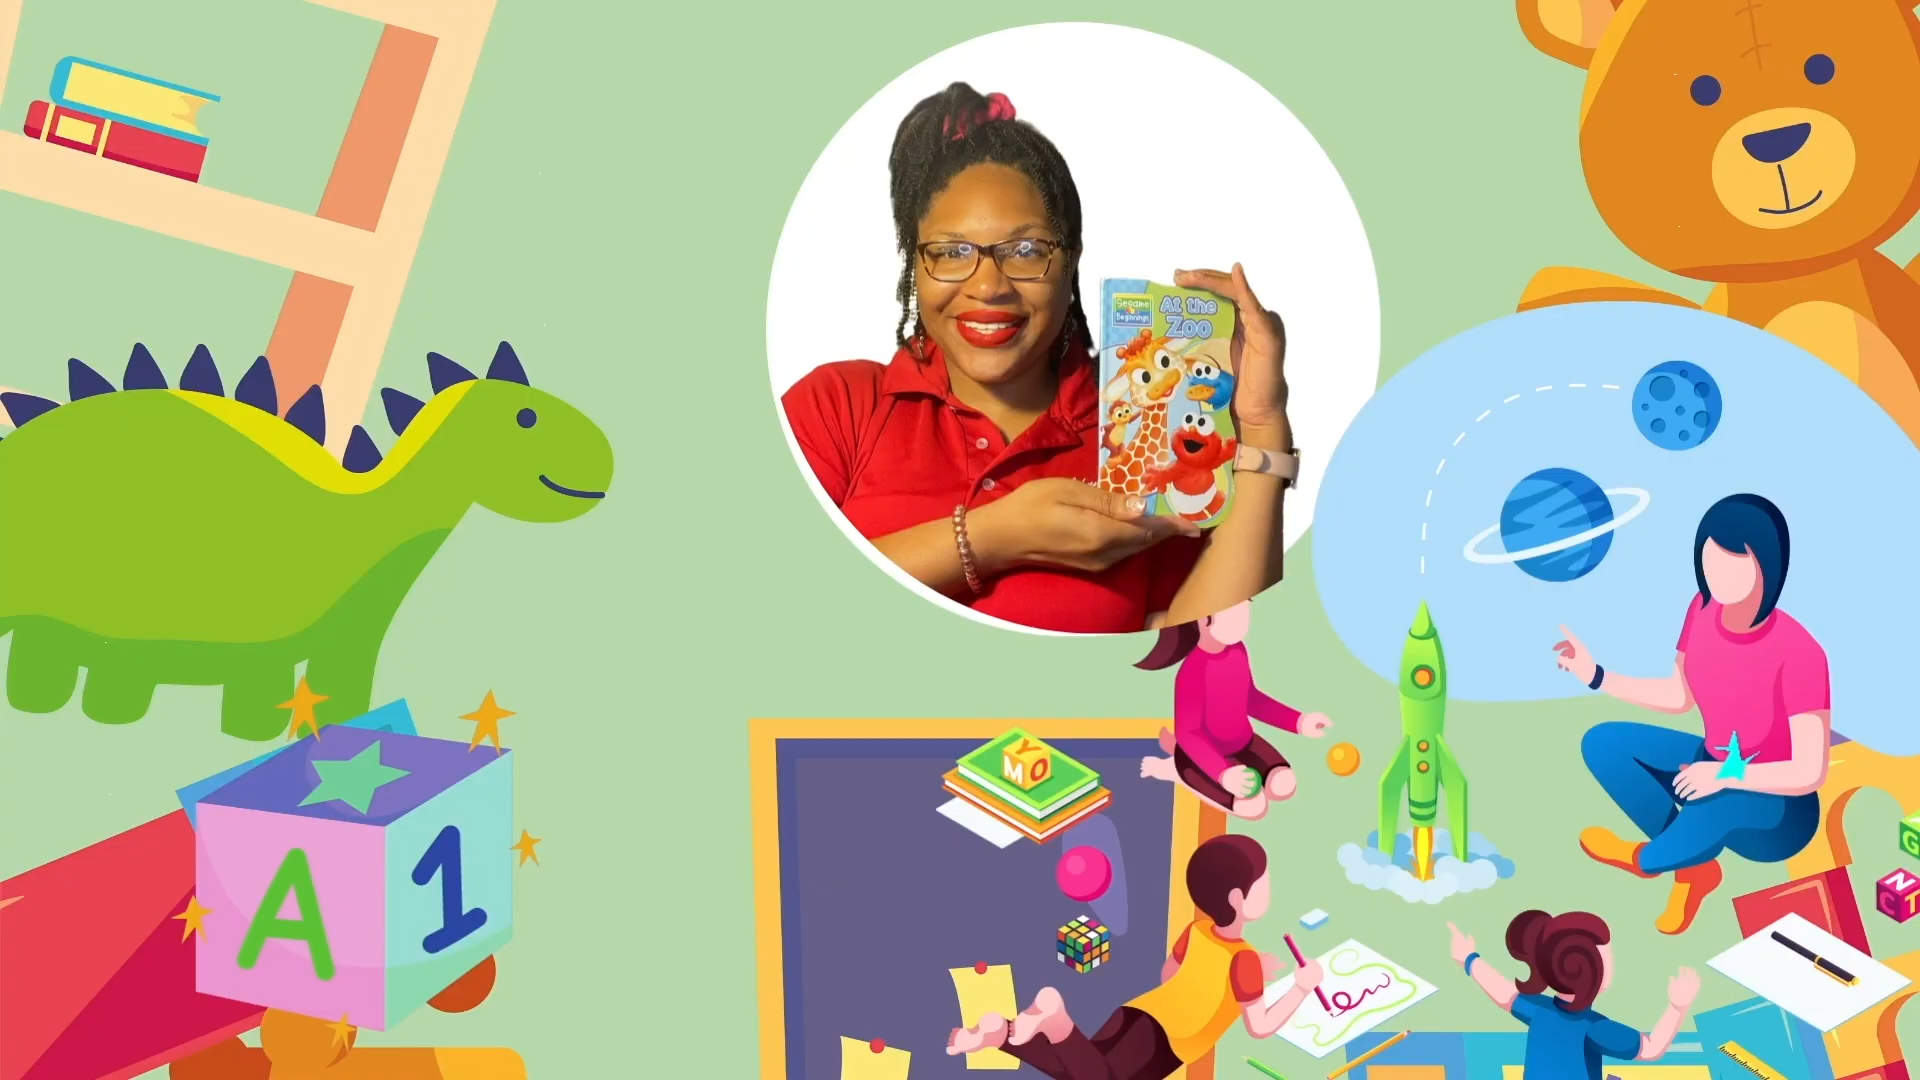 Sesame
Beginnings
At the
Zoo
Y
M O
A
1
G
N
C T